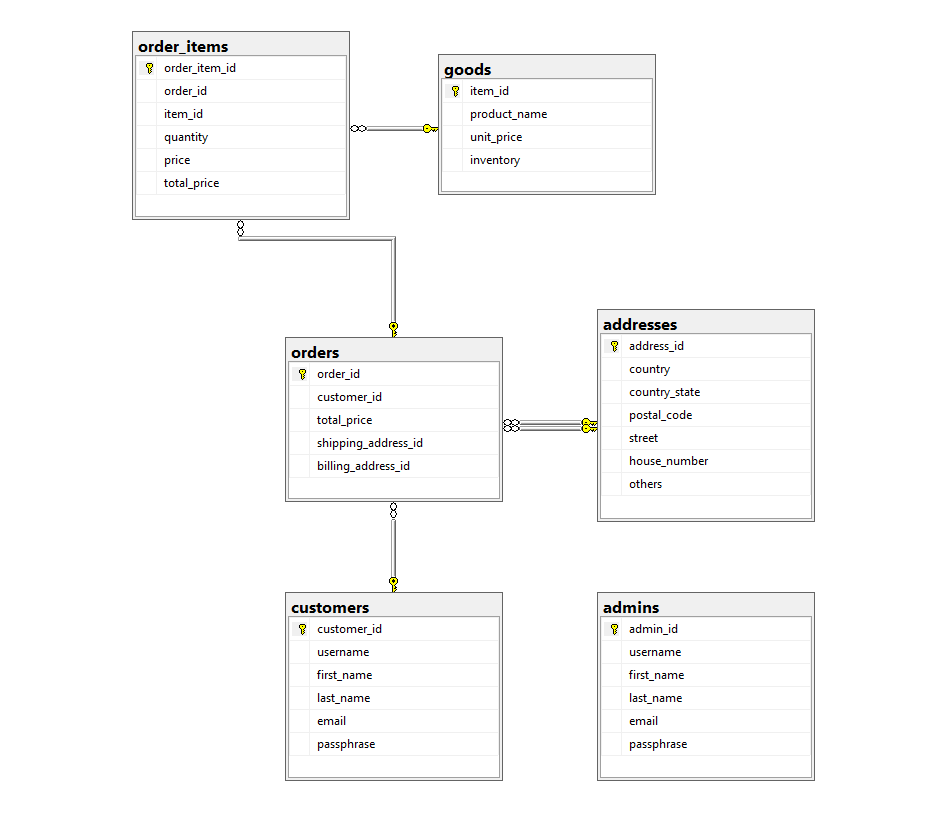 order_items
order_item_id
order_id
item_id
quantity
price
total_price
goods
item_id
product_name
unit_price
inventory
orders
order_id
customer_id
total_price
shipping_address_id
billing_address_id
addresses
address_id
country
country_state
postal_code
street
house_number
others
customers
customer_id
username
first_name
last_name
email
passphrase
admins
admin_id
username
first_name
last_name
email
passphrase